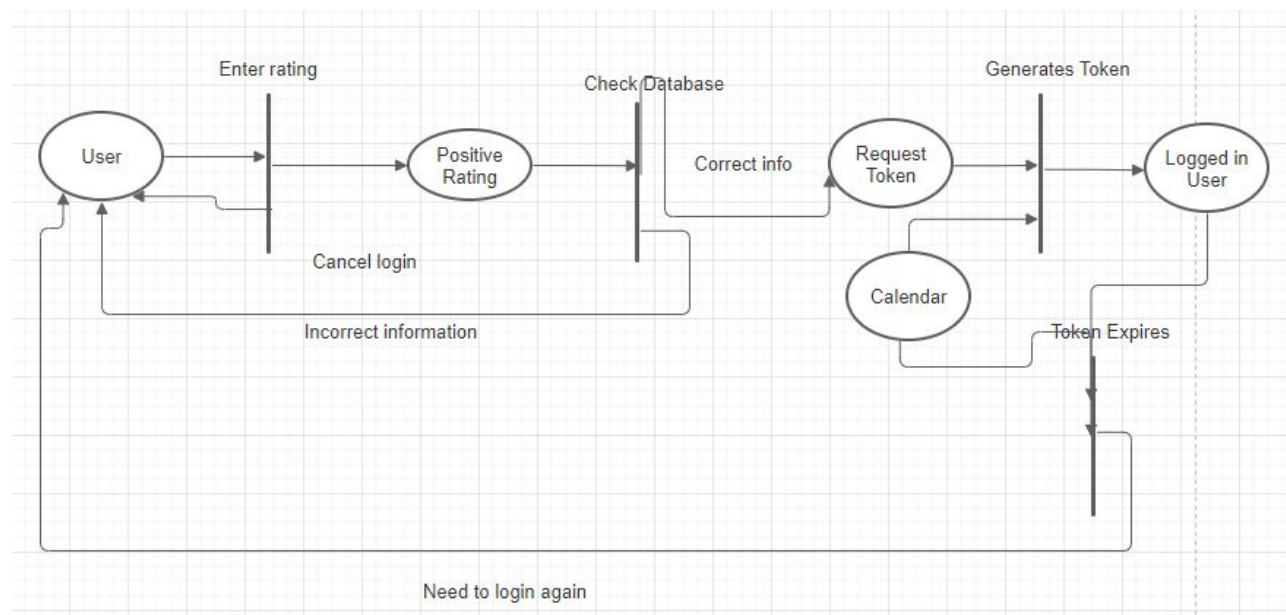 Enter rating
Check Database
Generates Token
User
Positive
Rating
Correct info
Request
Token
Logged in
User
Cancel login
Calendar
Incorrect information
Token Expires
Need to login again